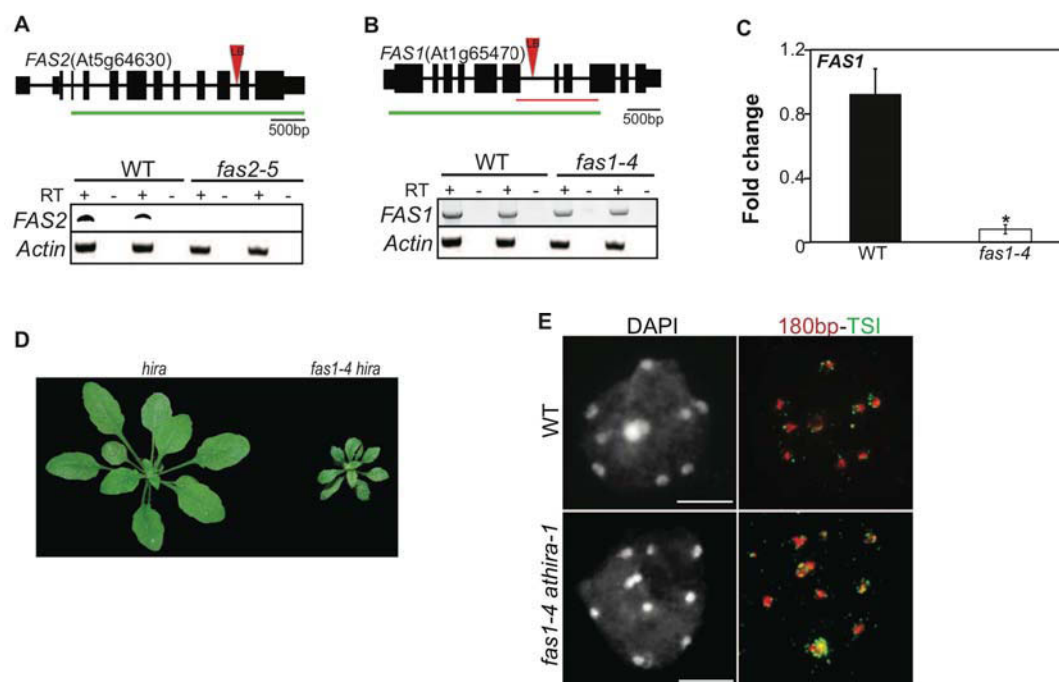 A
FAS2(At5g64630)
LB
500bp
WT fas2-5
RT + - + - + - + -
FAS2
Actin
B
FAS1(At1g65470)
LB
500bp
WT fas1-4
RT + - + - + - + -
FAS1
Actin
C
FAS1
Fold change
1.2
0.8
0.4
0
*
WT fas1-4
D
hira fas1-4 hira
E
DAPI 180bp-TSI
WT
fas1-4 athira-1